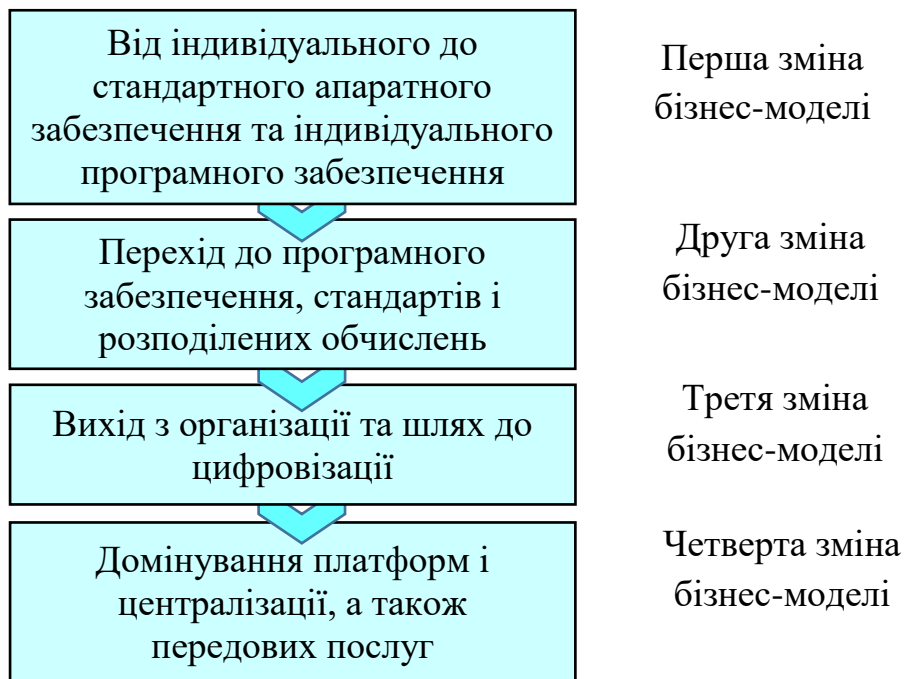 Від індивідуального до
стандартного апаратного
забезпечення та індивідуального
програмного забезпечення
Перша зміна
бізнес-моделі
Перехід до програмного
забезпечення, стандартів і
розподілених обчислень
Друга зміна
бізнес-моделі
Вихід з організації та шлях до
цифровізації
Третя зміна
бізнес-моделі
Домінування платформ і
централізації, а також
передових послуг
Четверта зміна
бізнес-моделі